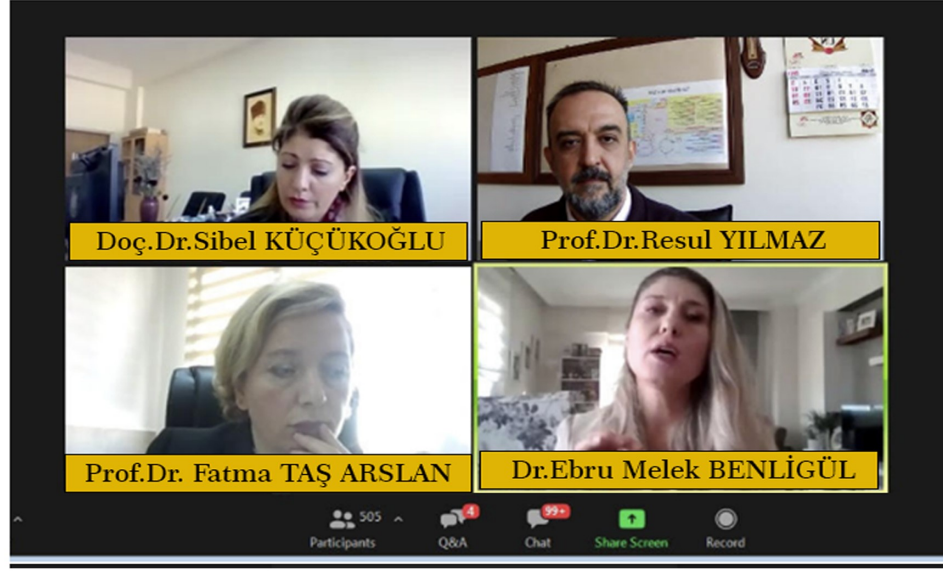 Doç.Dr.Sibel KÜÇÜKOĞLU
Prof.Dr.Resul YILMAZ
Prof.Dr. Fatma TAŞ ARSLAN
Dr.Ebru Melek BENLİGÜL
505
4
99+
Participants
Q&A
Chat
Share Screen
Record